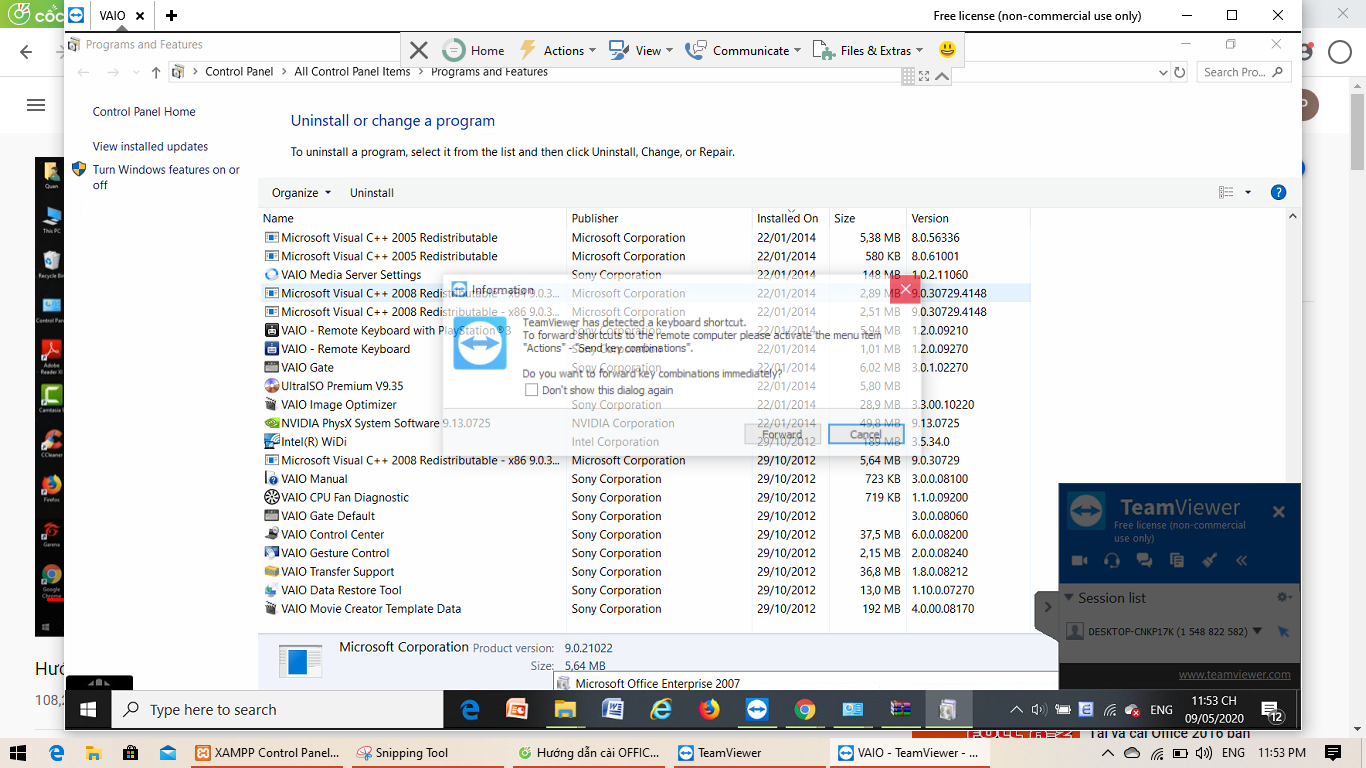 CỐC
VAIO
Free license (non-commercial use only)
Programs and Features
Home
Actions
View
Communicate
Files & Extras
Control Panel
All Control Panel Items
Programs and Features
Search Pro...
Control Panel Home
View installed updates
Turn Windows features on or
off
Uninstall or change a program
To uninstall a program, select it from the list and then click Uninstall, Change, or Repair.
Organize
Uninstall
Name Publisher Installed On Size Version
Microsoft Visual C++ 2005 Redistributable Microsoft Corporation 22/01/2014 5,38 MB 8.0.56336
Microsoft Visual C++ 2005 Redistributable Microsoft Corporation 22/01/2014 580 KB 8.0.61001
VAIO Media Server Settings Sony Corporation 22/01/2014 148 MB 1.0.2.11060
Microsoft Visual C++ 2008 Redistributable - x64 9.0.3... Microsoft Corporation 22/01/2014 2,89 MB 9.0.30729.4148
Microsoft Visual C++ 2008 Redistributable - x86 9.0.3... Microsoft Corporation 22/01/2014 2,51 MB 9.0.30729.4148
VAIO - Remote Keyboard with PlayStation®3 Sony Corporation 22/01/2014 5,94 MB 1.2.0.09210
VAIO - Remote Keyboard Sony Corporation 22/01/2014 1,01 MB 1.2.0.09270
VAIO Gate Sony Corporation 22/01/2014 6,02 MB 3.0.1.02270
UltraISO Premium V9.35 22/01/2014 5,80 MB
VAIO Image Optimizer Sony Corporation 22/01/2014 28,9 MB 3.3.00.10220
NVIDIA PhysX System Software 9.13.0725 NVIDIA Corporation 22/01/2014 49,8 MB 9.13.0725
Intel(R) WiDi Intel Corporation 29/10/2012 189 MB 3.5.34.0
Microsoft Visual C++ 2008 Redistributable - x86 9.0.3... Microsoft Corporation 29/10/2012 5,64 MB 9.0.30729
VAIO Manual Sony Corporation 29/10/2012 723 KB 3.0.0.08100
VAIO CPU Fan Diagnostic Sony Corporation 29/10/2012 719 KB 1.1.0.09200
VAIO Gate Default Sony Corporation 29/10/2012 3.0.0.08060
VAIO Control Center Sony Corporation 29/10/2012 37,5 MB 6.0.0.08200
VAIO Gesture Control Sony Corporation 29/10/2012 2,15 MB 2.0.0.08240
VAIO Transfer Support Sony Corporation 29/10/2012 36,8 MB 1.8.0.08212
VAIO Data Restore Tool Sony Corporation 29/10/2012 13,0 MB 1.10.0.07270
VAIO Movie Creator Template Data Sony Corporation 29/10/2012 192 MB 4.0.00.08170
Information
TeamViewer has detected a keyboard shortcut.
To forward shortcuts to the remote computer please activate the menu item
"Actions" - "Send key combinations".
Do you want to forward key combinations immediately?
Don't show this dialog again
Forward
Cancel
Microsoft Corporation Product version: 9.0.21022
Size: 5,64 MB
Microsoft Office Enterprise 2007
TeamViewer
Free license (non-commercial
use only)
Session list
DESKTOP-CNKP17K (1 548 822 582)
www.teamviewer.com
Quan
This PC
Recycle Bin
Control Pan
Adobe
Reader XI
Camtasia
CCleaner
Firefox
Garena
Google
Chrome
Hướ
108,
P
Type here to search
ENG
11:53 CH
09/05/2020
12
FULL
Tải và cài Office 2016 bản
XAMPP Control Panel...
Snipping Tool
Hướng dẫn cài OFFIC...
TeamViewer
VAIO - TeamViewer - ...
ENG
11:53 PM